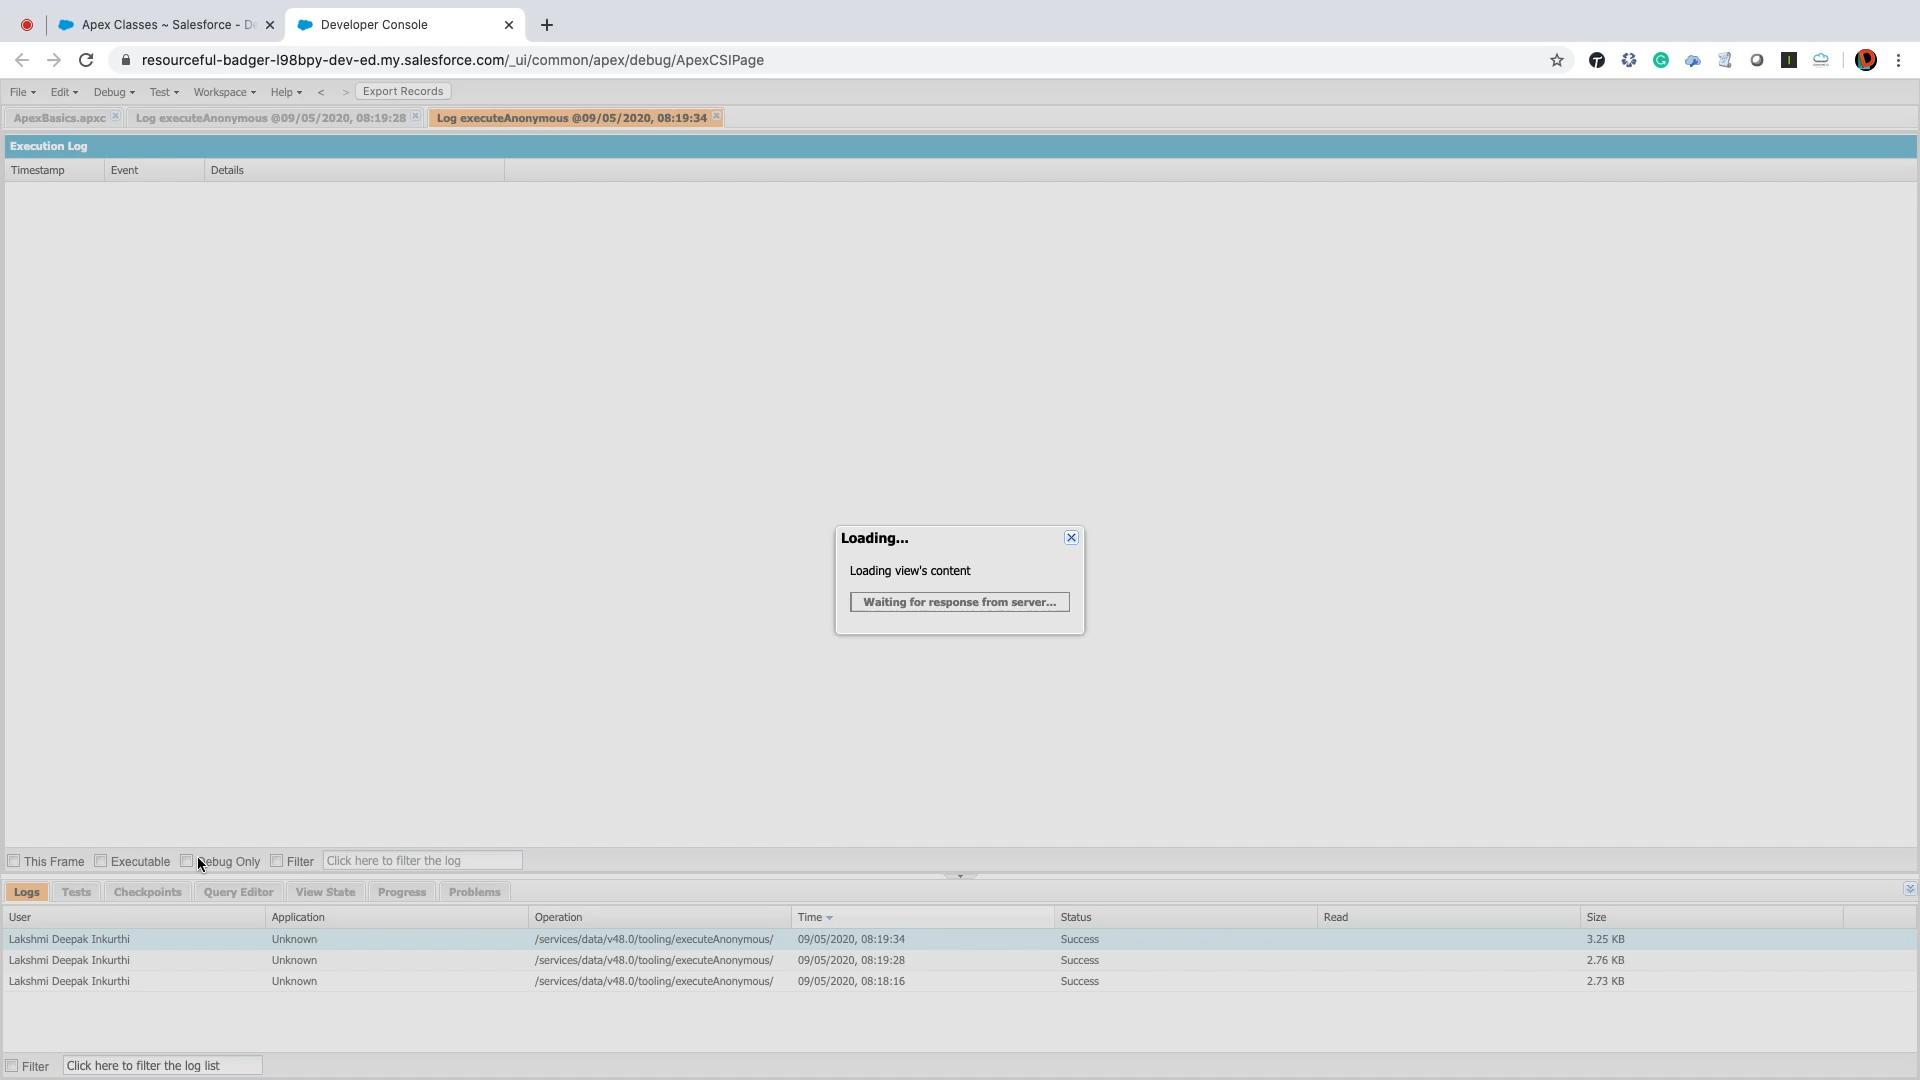 Apex Classes ~ Salesforce - De
Developer Console
resourceful-badger-l98bpy-dev-ed.my.salesforce.com/_ui/common/apex/debug/ApexCSIPage
File Edit Debug Test Workspace Help < > Export Records
ApexBasics.apxc Log executeAnonymous @09/05/2020, 08:19:28 Log executeAnonymous @09/05/2020, 08:19:34
Execution Log
Timestamp Event Details
Loading...
Loading view's content
Waiting for response from server...
This Frame Executable Debug Only Filter Click here to filter the log
Logs Tests Checkpoints Query Editor View State Progress Problems
User Application Operation Time Status Read Size
Lakshmi Deepak Inkurthi Unknown /services/data/v48.0/tooling/executeAnonymous/ 09/05/2020, 08:19:34 Success 3.25 KB
Lakshmi Deepak Inkurthi Unknown /services/data/v48.0/tooling/executeAnonymous/ 09/05/2020, 08:19:28 Success 2.76 KB
Lakshmi Deepak Inkurthi Unknown /services/data/v48.0/tooling/executeAnonymous/ 09/05/2020, 08:18:16 Success 2.73 KB
Filter Click here to filter the log list